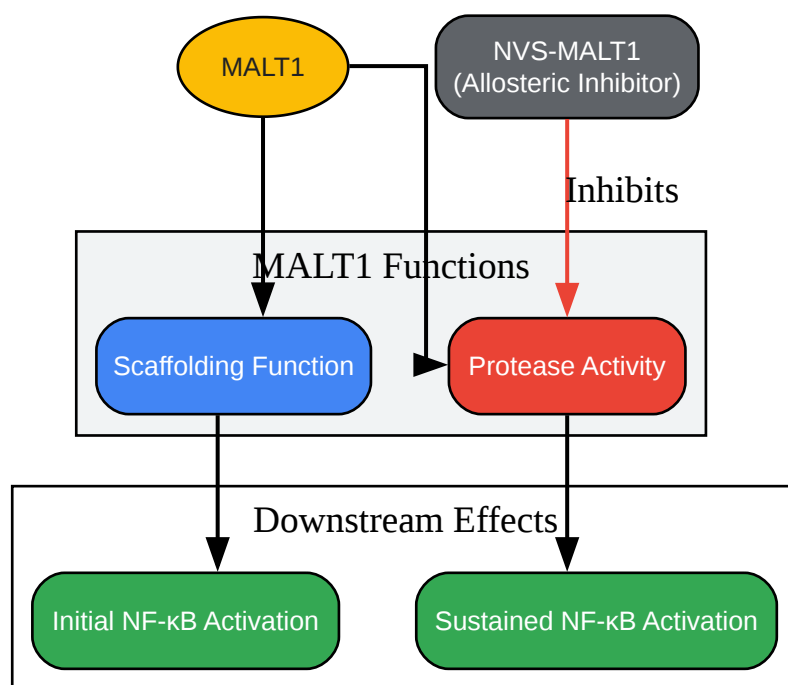 MALT1
NVS-MALT1
(Allosteric Inhibitor)
Inhibits
MALT1 Functions
Scaffolding Function
Protease Activity
Downstream Effects
Initial NF-κB Activation
Sustained NF-κB Activation